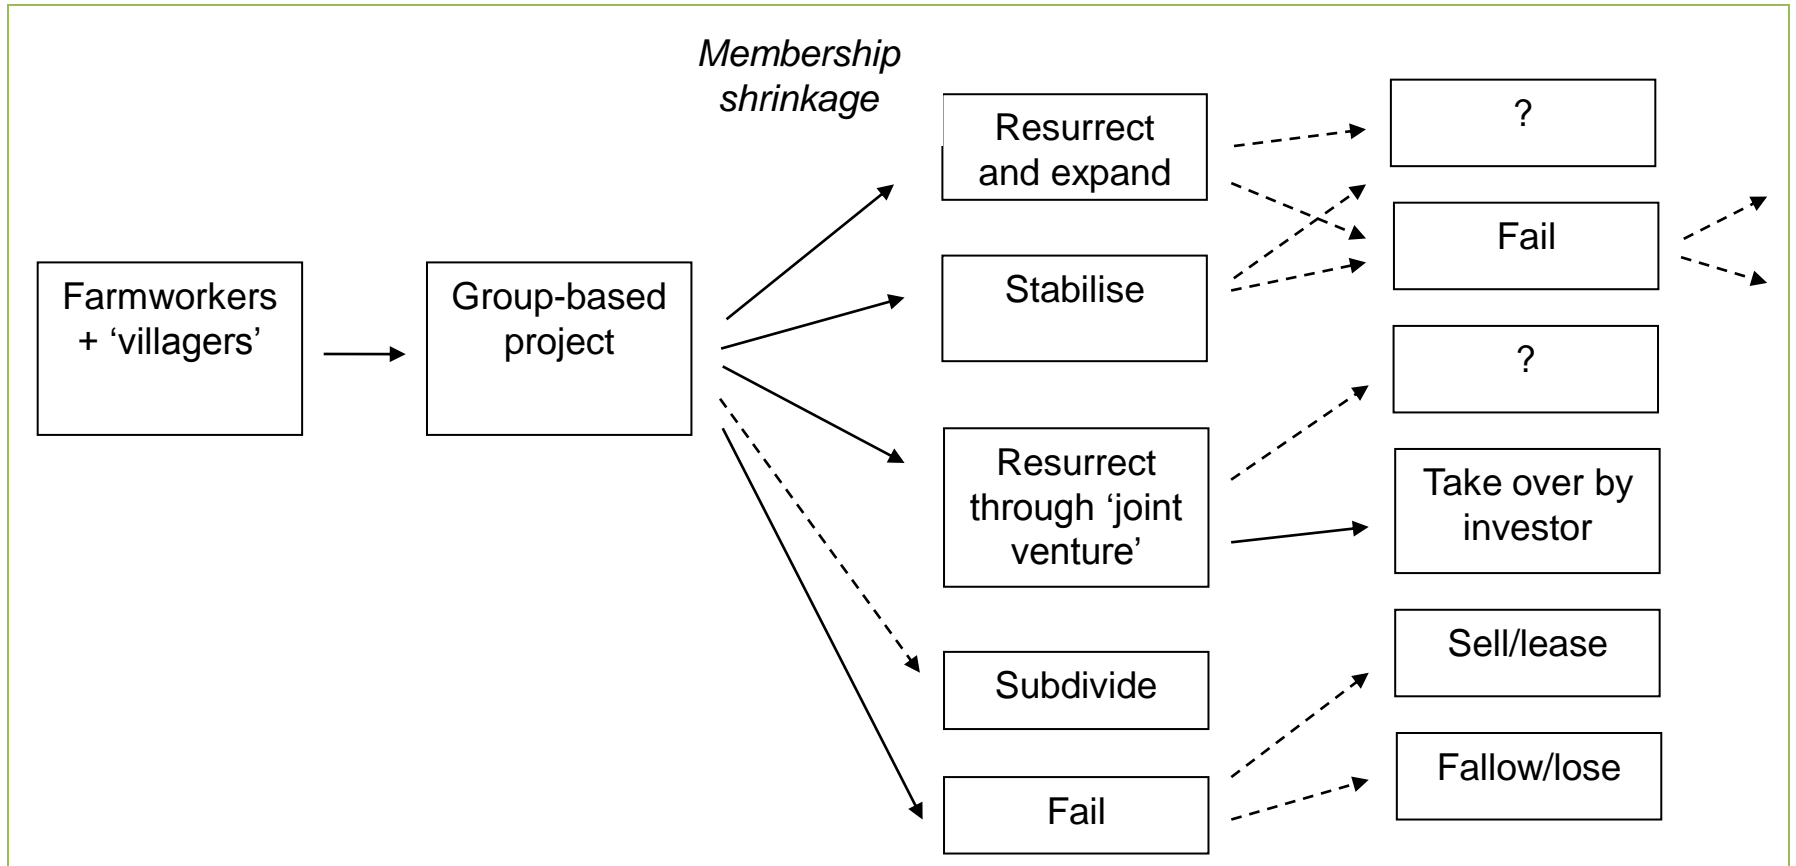 Membership
shrinkage
Farmworkers
+ ‘villagers’
Group-based
project
Resurrect
and expand
Stabilise
Resurrect
through ‘joint
venture’
Subdivide
Fail
?
Fail
?
Take over by
investor
Sell/lease
Fallow/lose